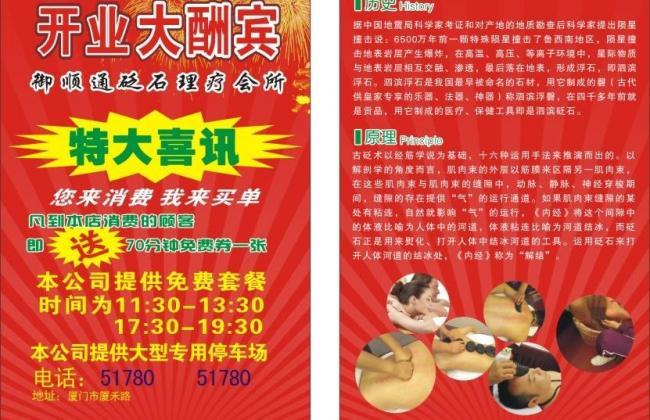 开业大酬宾
御顺通砭石理疗会所
特大喜讯
您来消费 我来买单
凡到本店消费的顾客
即送70分钟免费券一张
本公司提供免费套餐
时间为11:30-13:30
17:30-19:30
本公司提供大型专用停车场
电话: 51780 51780
地址: 厦门市厦禾路
历史 History
据中国地震局科学家考证和对产地的地质勘查后科学家提出陨星
撞击说: 6500万年前一颗特殊陨星撞击了鲁西南地区, 陨星撞
击地表岩层产生爆炸, 在高温、高压、等离子环境中, 星际物质
与地表岩层相互交融、渗透, 最后落在地表, 形成浮石, 即泗滨
浮石。泗滨浮石是我国最早被命名的石材, 用它制成的磬 (古代
供皇家专享的乐器、法器、神器) 称泗滨浮磬, 在四千多年前就
是贡品, 用它制成的医疗、保健工具即是泗滨砭石。
原理 Principle
古砭术以经筋学说为基础, 十六种运用手法来推演而出的。以
解剖学的角度而言, 肌肉束的外膜以筋膜来区隔另一肌肉束,
在这些肌肉束与肌肉束的缝隙中, 动脉、静脉、神经穿梭期
间, 缝隙的存在提供“气”的运行通道。如果肌肉束缝隙的某
处有粘连, 自然就影响“气”的运行, 《内经》将这个间隙中
的体液比喻为人体中的河道, 体液粘连比喻为河道结冰, 而砭
石正是用来熨化、打开人体中结冰河道的工具。运用砭石来打
开人体河道的结冰处, 《内经》称为“解结”。